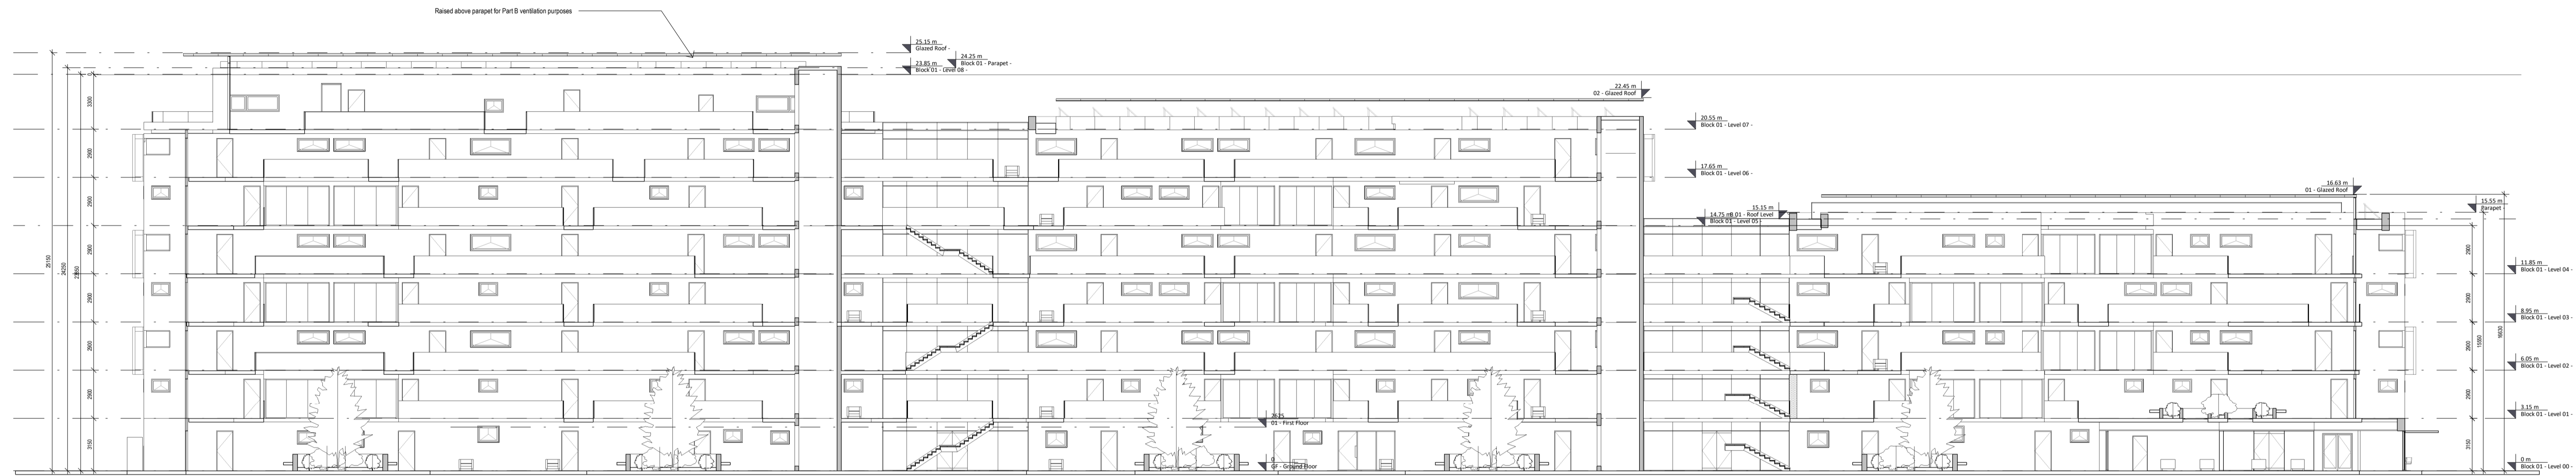 Raised above parapet for Part B ventilation purposes
25.15 m
Glazed Roof -
24.25 m
Block 01 - Parapet -
23.85 m
Block 01 - Level 08 -
22.45 m
02 - Glazed Roof
20.55 m
Block 01 - Level 07 -
17.65 m
Block 01 - Level 06 -
16.63 m
01 - Glazed Roof
15.55 m
Parapet
15.15 m
01 - Roof Level
14.75 m
Block 01 - Level 05 -
11.85 m
Block 01 - Level 04 -
8.95 m
Block 01 - Level 03 -
6.05 m
Block 01 - Level 02 -
3.15 m
Block 01 - Level 01 -
2625
01 - First Floor
0
GF - Ground Floor
0 m
Block 01 - Level 00 -
25150
24250
23850
3300
2900
2900
2900
2900
2900
2900
3150
2900
2900
2900
2900
3150
15550
16630